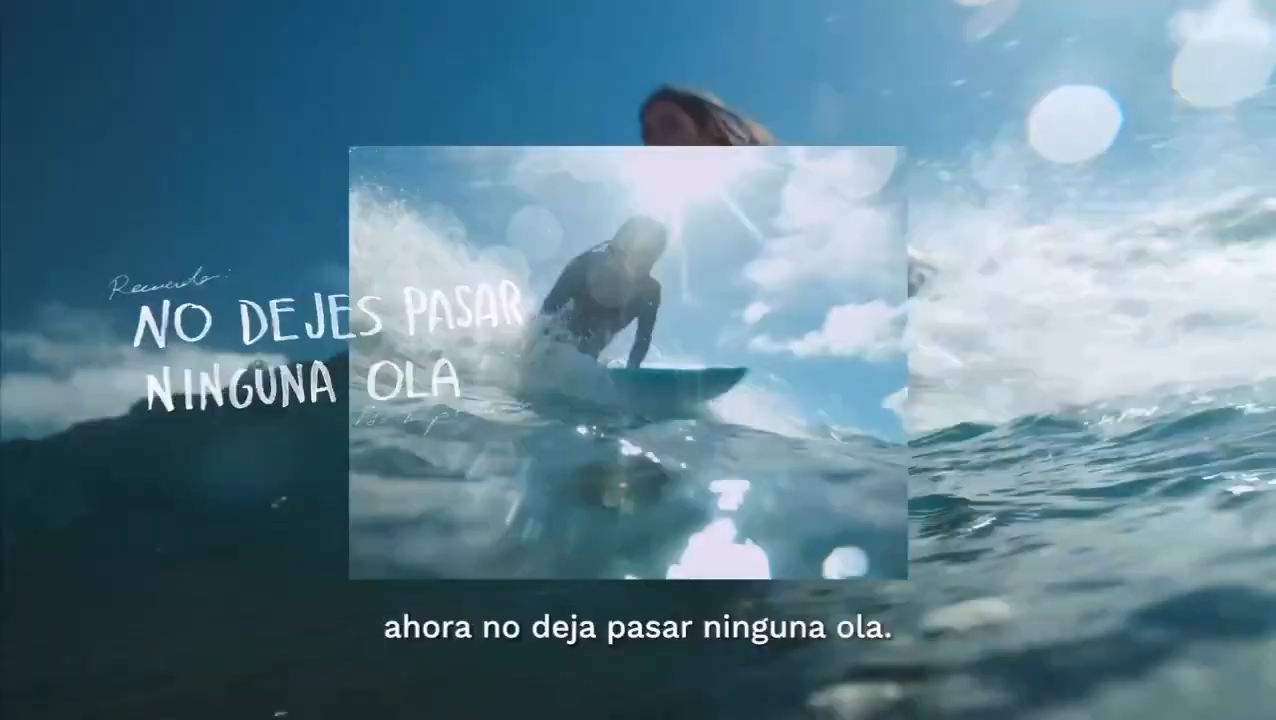 Recuerda:
NO DEJES PASAR
NINGUNA OLA
ahora no deja pasar ninguna ola.